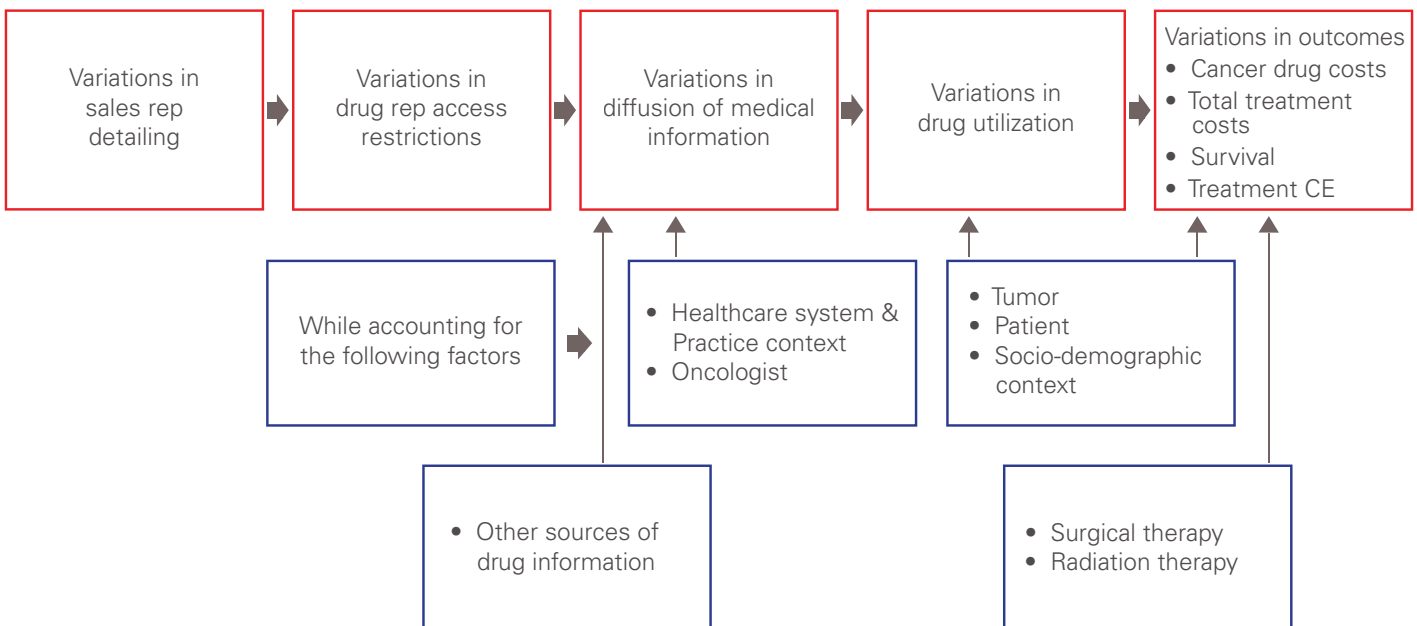 Variations in
sales rep
detailing
Variations in
drug rep access
restrictions
Variations in
diffusion of medical
information
Variations in
drug utilization
Variations in outcomes
• Cancer drug costs
• Total treatment
costs
• Survival
• Treatment CE
While accounting for
the following factors
• Healthcare system &
Practice context
• Oncologist
• Tumor
• Patient
• Socio-demographic
context
• Other sources of
drug information
• Surgical therapy
• Radiation therapy